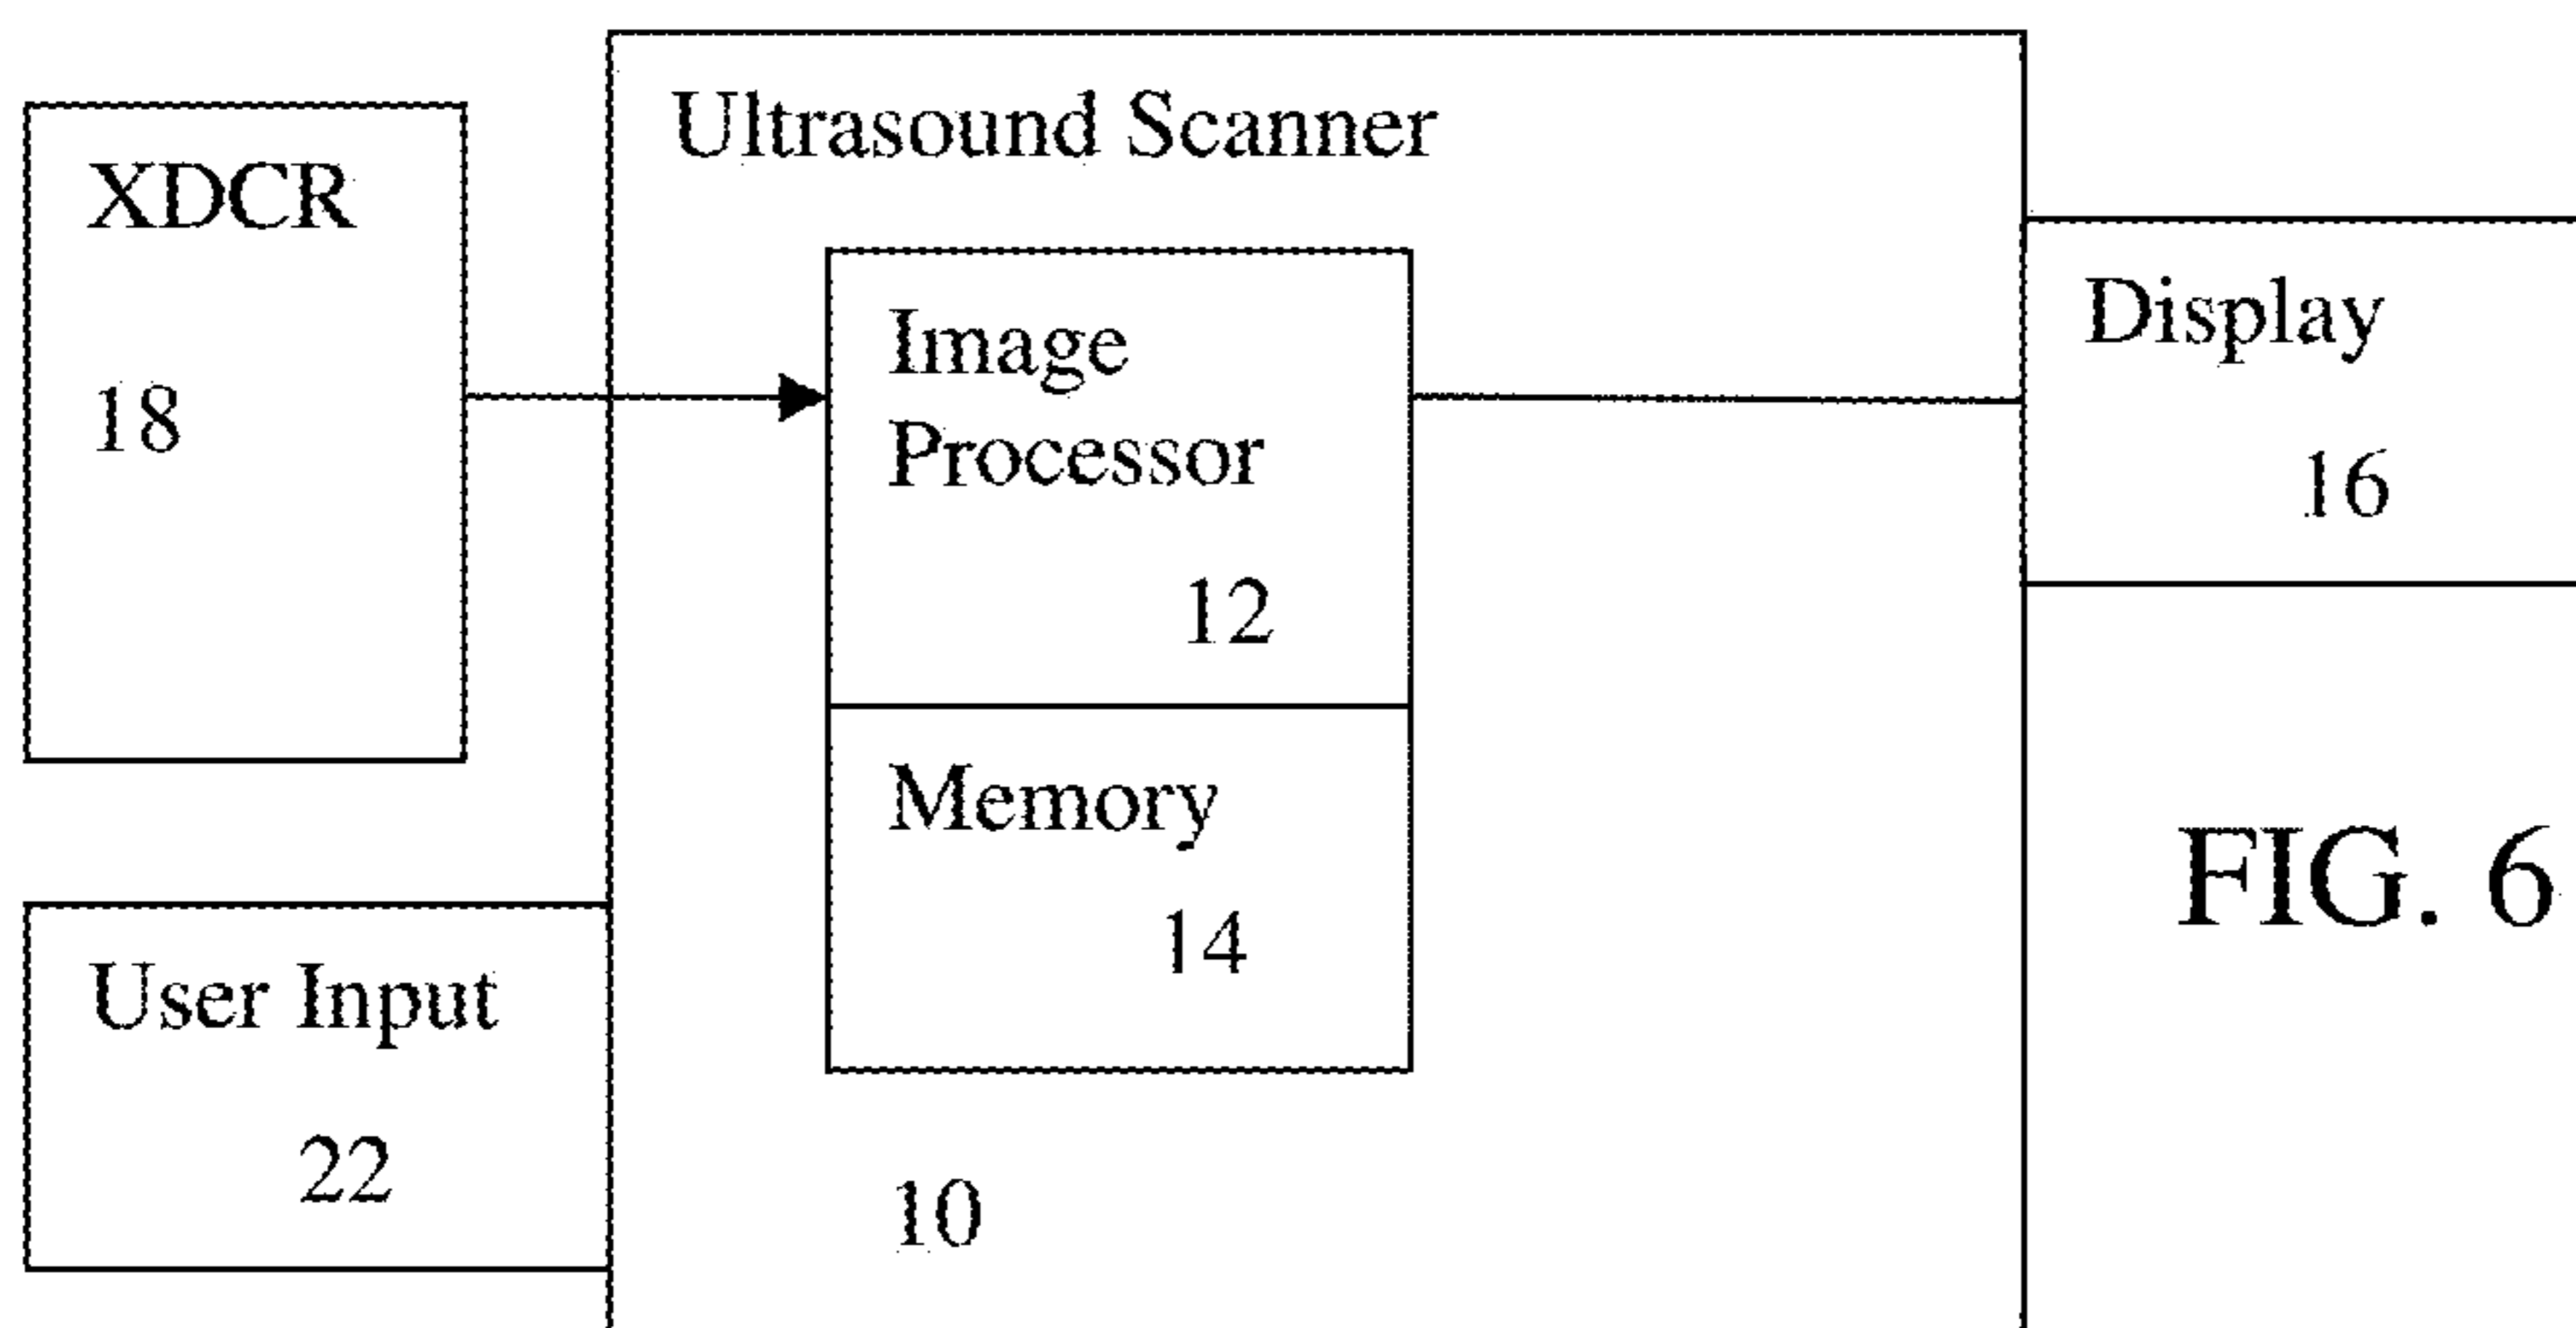 XDCR
18
Ultrasound Scanner
Image
Processor
12
Memory
14
10
Display
16
User Input
22
FIG. 6